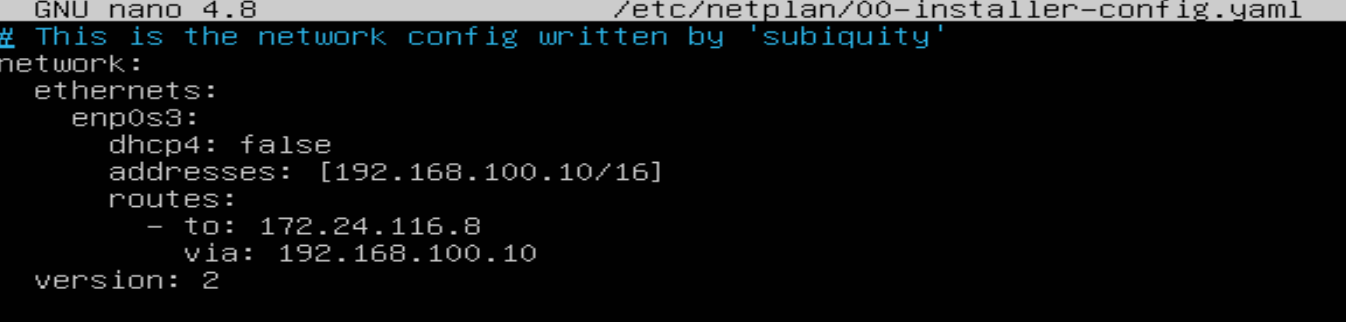 GNU nano 4.8 /etc/netplan/00-installer-config.yaml
# This is the network config written by 'subiquity'
network:
  ethernets:
    enp0s3:
      dhcp4: false
      addresses: [192.168.100.10/16]
      routes:
        - to: 172.24.116.8
          via: 192.168.100.10
  version: 2